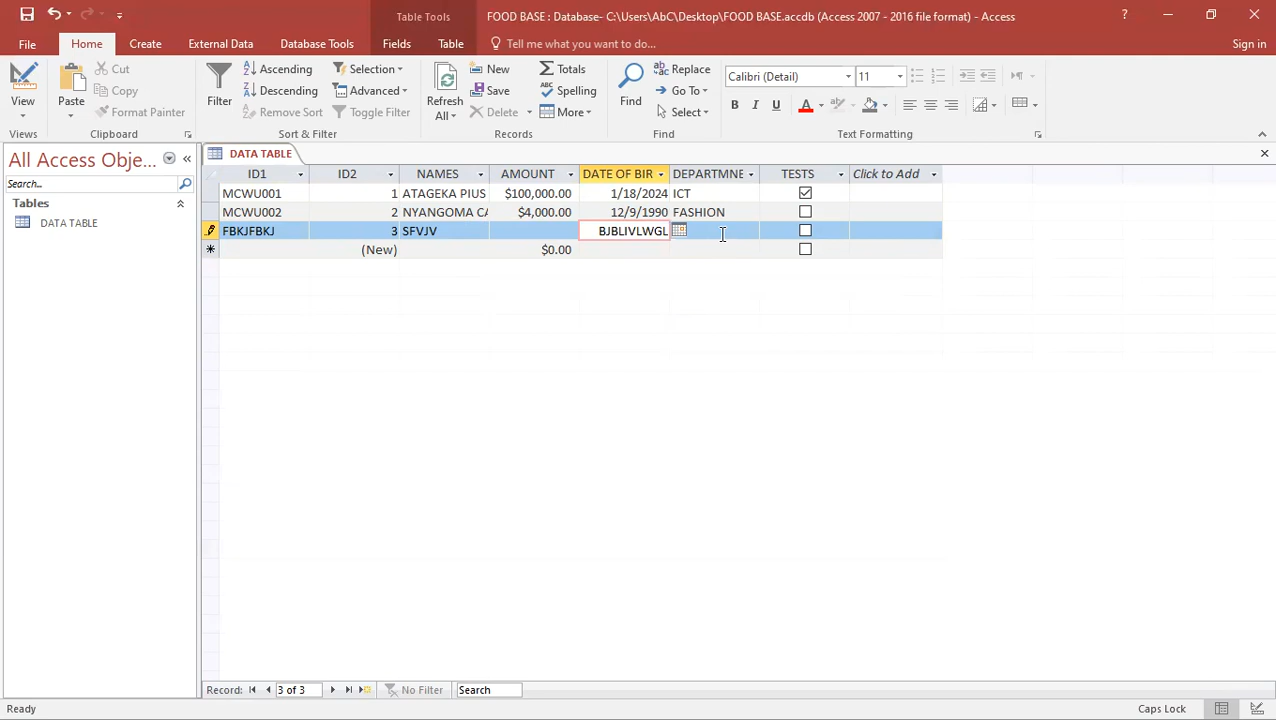 Table Tools
FOOD BASE : Database- C:\Users\AbC\Desktop\FOOD BASE.accdb (Access 2007 - 2016 file format) - Access
?
File Home Create External Data Database Tools Fields Table Tell me what you want to do... Sign in
View
Views
Paste
Cut
Copy
Format Painter
Clipboard
Filter
Ascending
Descending
Remove Sort
Selection
Advanced
Toggle Filter
Sort & Filter
Refresh
All
New
Save
Delete
Totals
Spelling
More
Records
Find
Replace
Go To
Select
Find
Calibri (Detail) 11
B I U A
Text Formatting
All Access Obje...
Search...
Tables
DATA TABLE
DATA TABLE
ID1 ID2 NAMES AMOUNT DATE OF BIR DEPARTMNE TESTS Click to Add
MCWU001 1 ATAGEKA PIUS $100,000.00 1/18/2024 ICT
MCWU002 2 NYANGOMA CA $4,000.00 12/9/1990 FASHION
FBKJFBKJ 3 SFVJV BJBLIVLWGL
(New) $0.00
Record: 3 of 3 No Filter Search
Ready Caps Lock